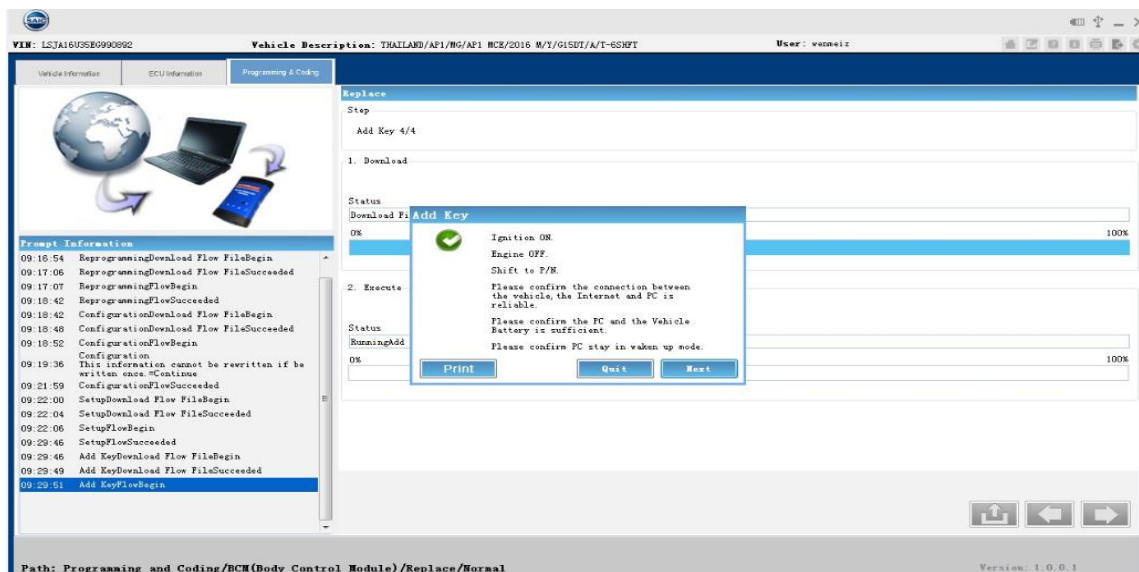 SAIC
VIN: LSJA16U35EG990892 Vehicle Description: THAILAND/AP1/MG/AP1 MCE/2016 M/Y/G15DT/A/T-6SHFT User: wenmeiz
Vehicle Information ECU Information Programming & Coding
Replace
Step
Add Key 4/4
1. Download
Status
Download Fi
0% 100%
2. Execute
Status
RunningAdd
0% 100%
Add Key
Ignition ON.
Engine OFF.
Shift to P/N.
Please confirm the connection between
the vehicle, the Internet and PC is
reliable.
Please confirm the PC and the Vehicle
Battery is sufficient.
Please confirm PC stay in waken up mode.
Print Quit Next
Prompt Information
09:16:54 ReprogrammingDownload Flow FileBegin
09:17:06 ReprogrammingDownload Flow FileSucceeded
09:17:07 ReprogrammingFlowBegin
09:18:42 ReprogrammingFlowSucceeded
09:18:42 ConfigurationDownload Flow FileBegin
09:18:48 ConfigurationDownload Flow FileSucceeded
09:18:52 ConfigurationFlowBegin
Configuration
09:19:36 This information cannot be rewritten if be
written once.=Continue
09:21:59 ConfigurationFlowSucceeded
09:22:00 SetupDownload Flow FileBegin
09:22:04 SetupDownload Flow FileSucceeded
09:22:06 SetupFlowBegin
09:29:46 SetupFlowSucceeded
09:29:46 Add KeyDownload Flow FileBegin
09:29:49 Add KeyDownload Flow FileSucceeded
09:29:51 Add KeyFlowBegin
Path: Programming and Coding/BCM(Body Control Module)/Replace/Normal Version: 1.0.0.1